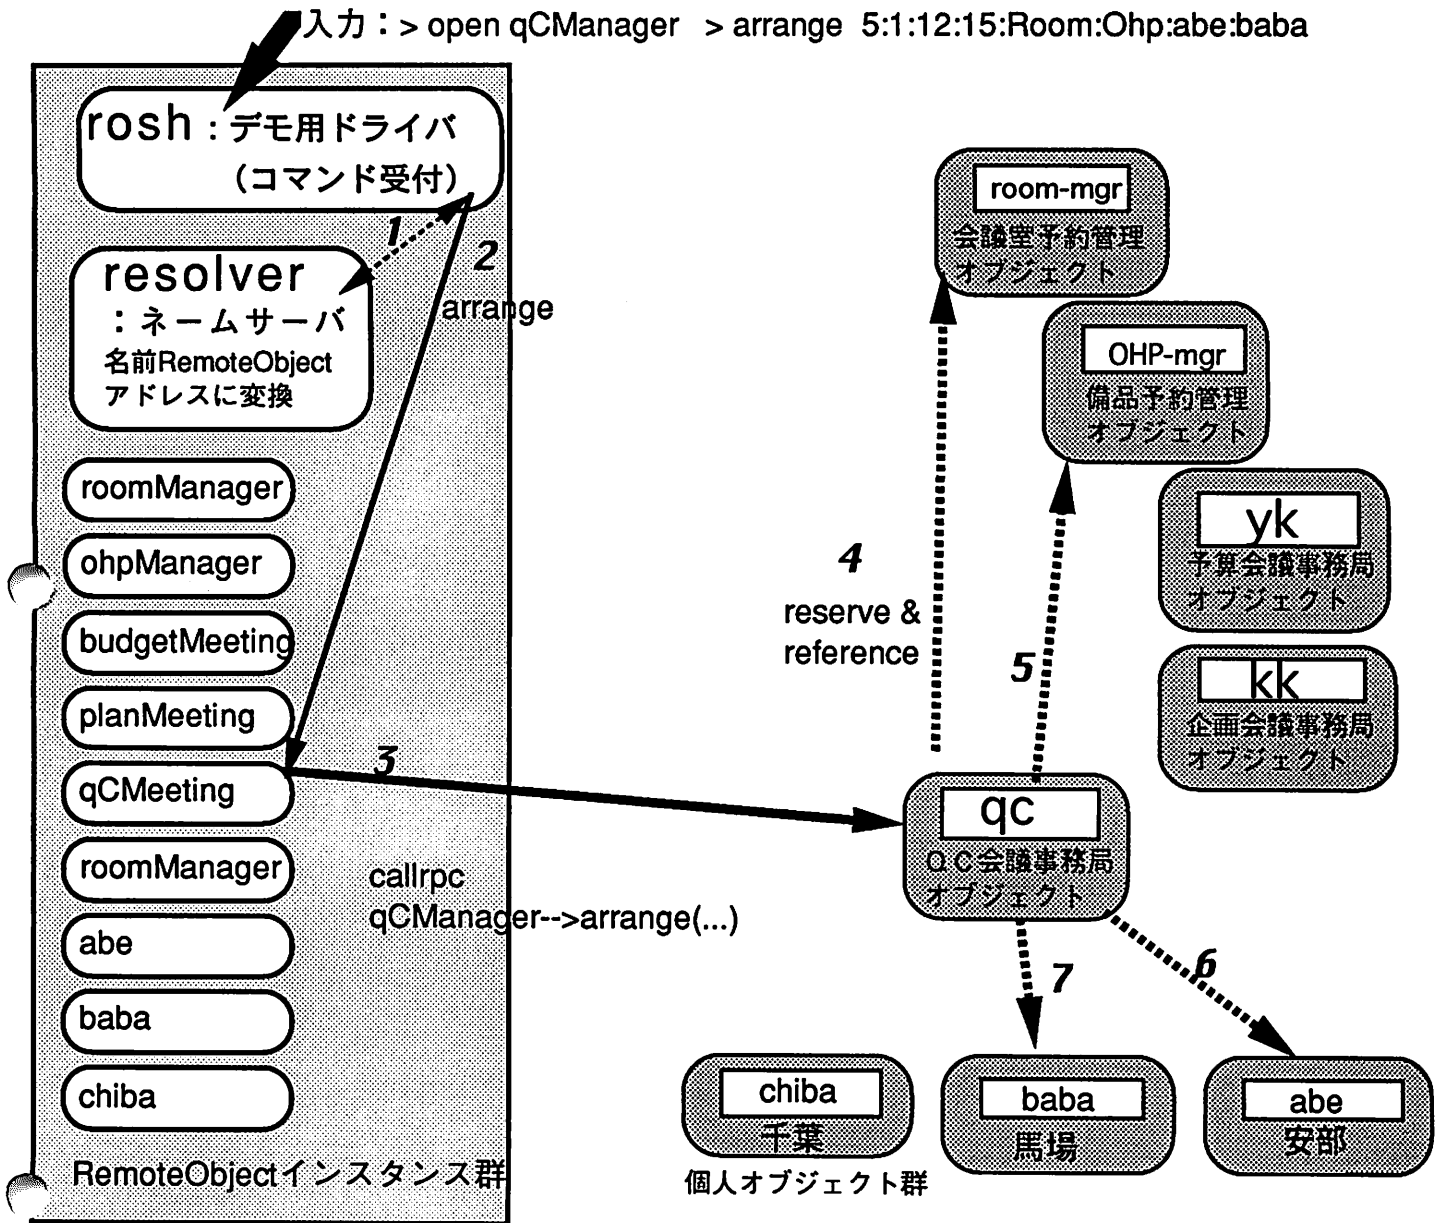 入力：> open qCManager > arrange 5:1:12:15:Room:Ohp:abe:baba
rosh：デモ用ドライバ
（コマンド受付）
1
2
arrange
resolver
：ネームサーバ
名前RemoteObject
アドレスに変換
roomManager
ohpManager
budgetMeeting
planMeeting
qCMeeting
roomManager
abe
baba
chiba
RemoteObjectインスタンス群
3
callrpc
qCManager-->arrange(...)
room-mgr
会議室予約管理
オブジェクト
OHP-mgr
備品予約管理
オブジェクト
yk
予算会議事務局
オブジェクト
kk
企画会議事務局
オブジェクト
4
reserve &
reference
5
qc
QC会議事務局
オブジェクト
7
6
chiba
千葉
baba
馬場
abe
安部
個人オブジェクト群